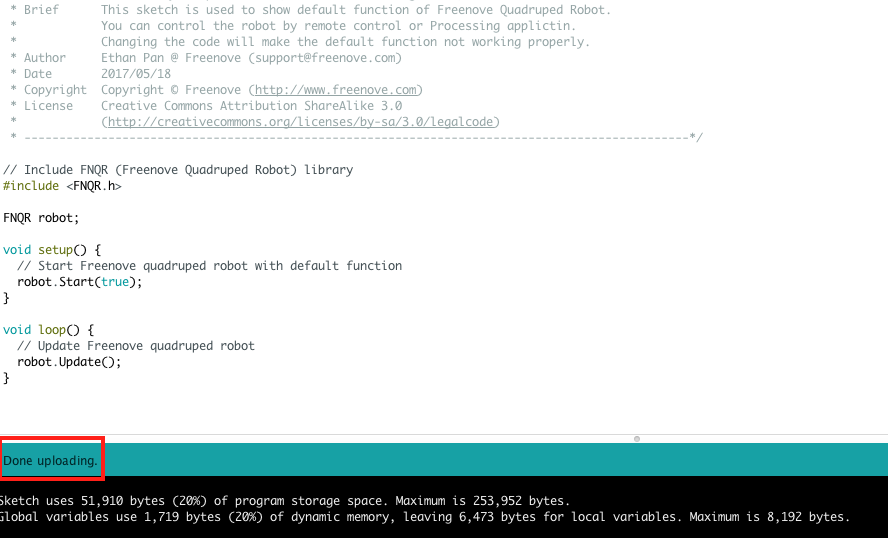 * Brief      This sketch is used to show default function of Freenove Quadruped Robot.
*            You can control the robot by remote control or Processing applictin.
*            Changing the code will make the default function not working properly.
* Author     Ethan Pan @ Freenove (support@freenove.com)
* Date       2017/05/18
* Copyright  Copyright © Freenove (http://www.freenove.com)
* License    Creative Commons Attribution ShareAlike 3.0
*            (http://creativecommons.org/licenses/by-sa/3.0/legalcode)
* -----------------------------------------------------------------------------------------------*/
// Include FNQR (Freenove Quadruped Robot) library
#include <FNQR.h>
FNQR robot;
void setup() {
  // Start Freenove quadruped robot with default function
  robot.Start(true);
}
void loop() {
  // Update Freenove quadruped robot
  robot.Update();
}
Done uploading.
Sketch uses 51,910 bytes (20%) of program storage space. Maximum is 253,952 bytes.
Global variables use 1,719 bytes (20%) of dynamic memory, leaving 6,473 bytes for local variables. Maximum is 8,192 bytes.